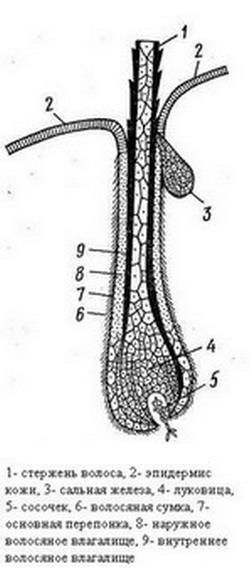 1
2
2
3
9
8
7
6
4
5
1- стержень волоса, 2- эпидермис
кожи, 3- сальная железа, 4- луковица,
5- сосочек, 6- волосяная сумка, 7-
основная перепонка, 8- наружное
волосяное влагалище, 9- внутреннее
волосяное влагалище